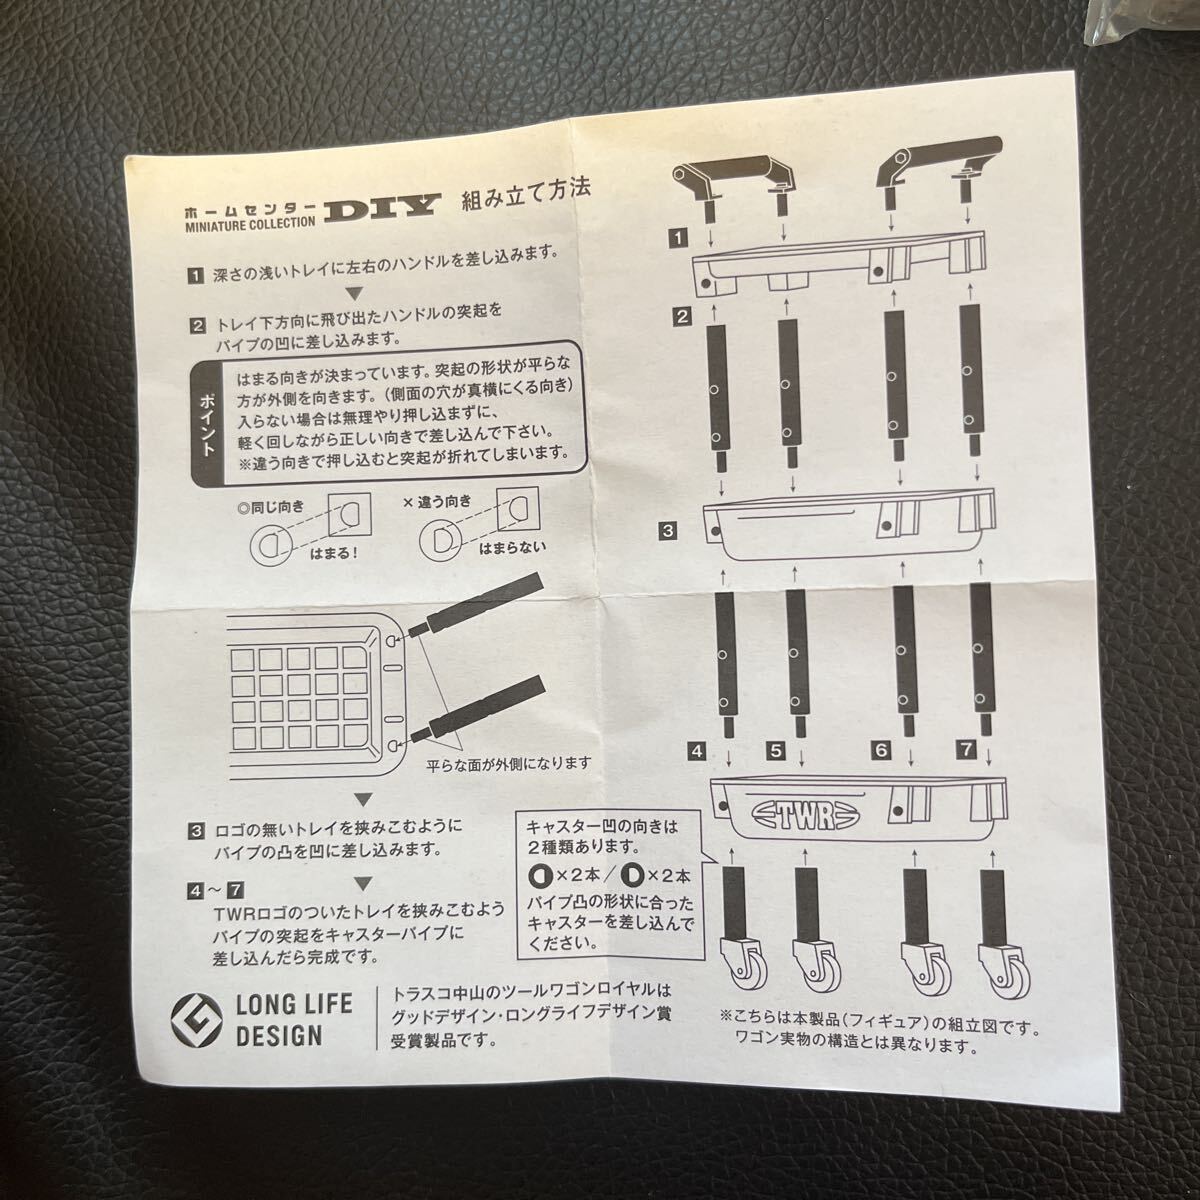 ホームセンター DIY 組み立て方法
MINIATURE COLLECTION
1 深さの浅いトレイに左右のハンドルを差し込みます。
▼
2 トレイ下方向に飛び出たハンドルの突起を
パイプの凹に差し込みます。
ポイント
はまる向きが決まっています。突起の形状が平らな
方が外側を向きます。(側面の穴が真横にくる向き)
入らない場合は無理やり押し込まずに、
軽く回しながら正しい向きで差し込んで下さい。
※違う向きで押し込むと突起が折れてしまいます。
◎同じ向き
はまる!
×違う向き
はまらない
平らな面が外側になります
▼
3 ロゴの無いトレイを挟みこむように
パイプの凸を凹に差し込みます。
▼
4～7
TWRロゴのついたトレイを挟みこむよう
パイプの突起をキャスターパイプに
差し込んだら完成です。
キャスター凹の向きは
2種類あります。
×2本/×2本
パイプ凸の形状に合った
キャスターを差し込んで
ください。
LONG LIFE
DESIGN
トラスコ中山のツールワゴンロイヤルは
グッドデザイン・ロングライフデザイン賞
受賞製品です。
1
2
3
4
5
6
7
TWR
※こちらは本製品(フィギュア)の組立図です。
ワゴン実物の構造とは異なります。